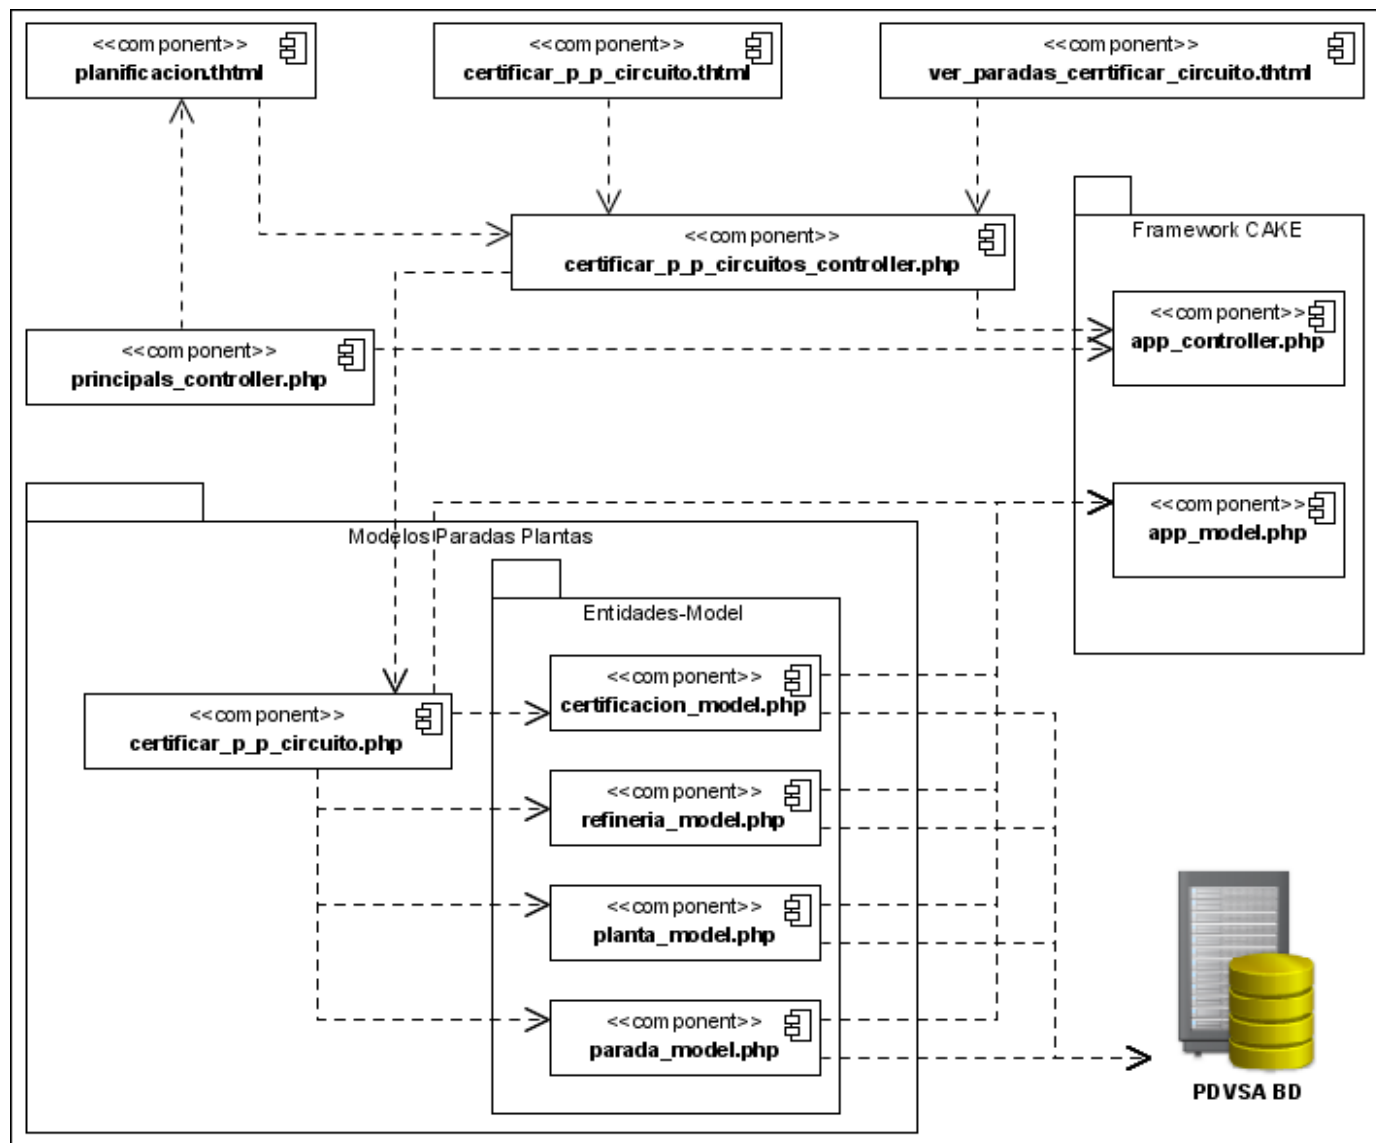 <<component>>
planificacion.thtml
<<component>>
certificar_p_p_circuito.thtml
<<component>>
ver_paradas_cerrtificar_circuito.thtml
<<component>>
certificar_p_p_circuitos_controller.php
Framework CAKE
<<component>>
app_controller.php
<<component>>
principals_controller.php
<<component>>
app_model.php
Modelos Paradas Plantas
Entidades-Model
<<component>>
certificacion_model.php
<<component>>
certificar_p_p_circuito.php
<<component>>
refineria_model.php
<<component>>
planta_model.php
<<component>>
parada_model.php
PDVSA BD